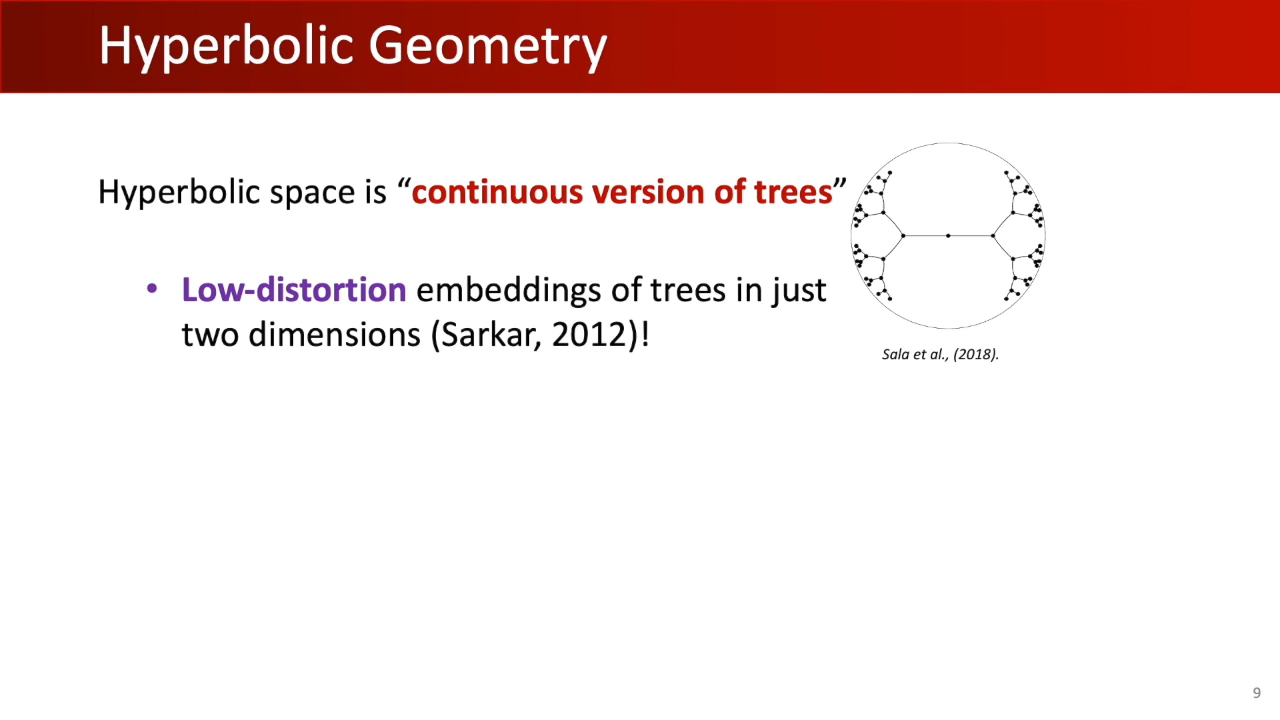 Hyperbolic Geometry
Hyperbolic space is “continuous version of trees”
• Low-distortion embeddings of trees in just
two dimensions (Sarkar, 2012)!
Sala et al., (2018).
9